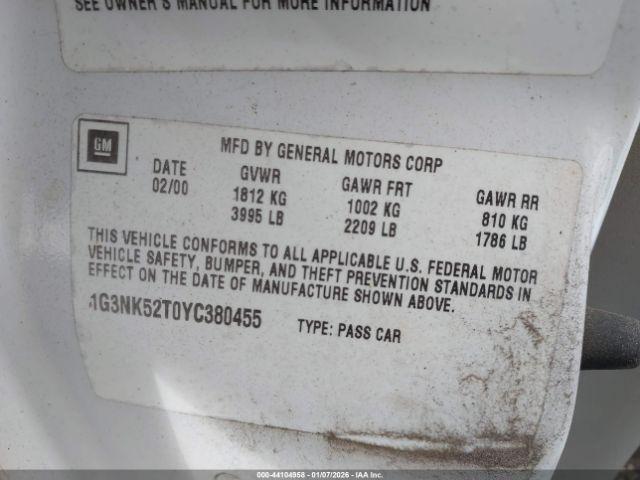 SEE OWNER'S MANUAL FOR MORE INFORMATION
GM
MFD BY GENERAL MOTORS CORP
DATE GVWR GAWR FRT GAWR RR
02/00 1812 KG 1002 KG 810 KG
3995 LB 2209 LB 1786 LB
THIS VEHICLE CONFORMS TO ALL APPLICABLE U.S. FEDERAL MOTOR
VEHICLE SAFETY, BUMPER, AND THEFT PREVENTION STANDARDS IN
EFFECT ON THE DATE OF MANUFACTURE SHOWN ABOVE.
1G3NK52T0YC380455 TYPE: PASS CAR
000-44104958 - 01/07/2026 - IAA Inc.